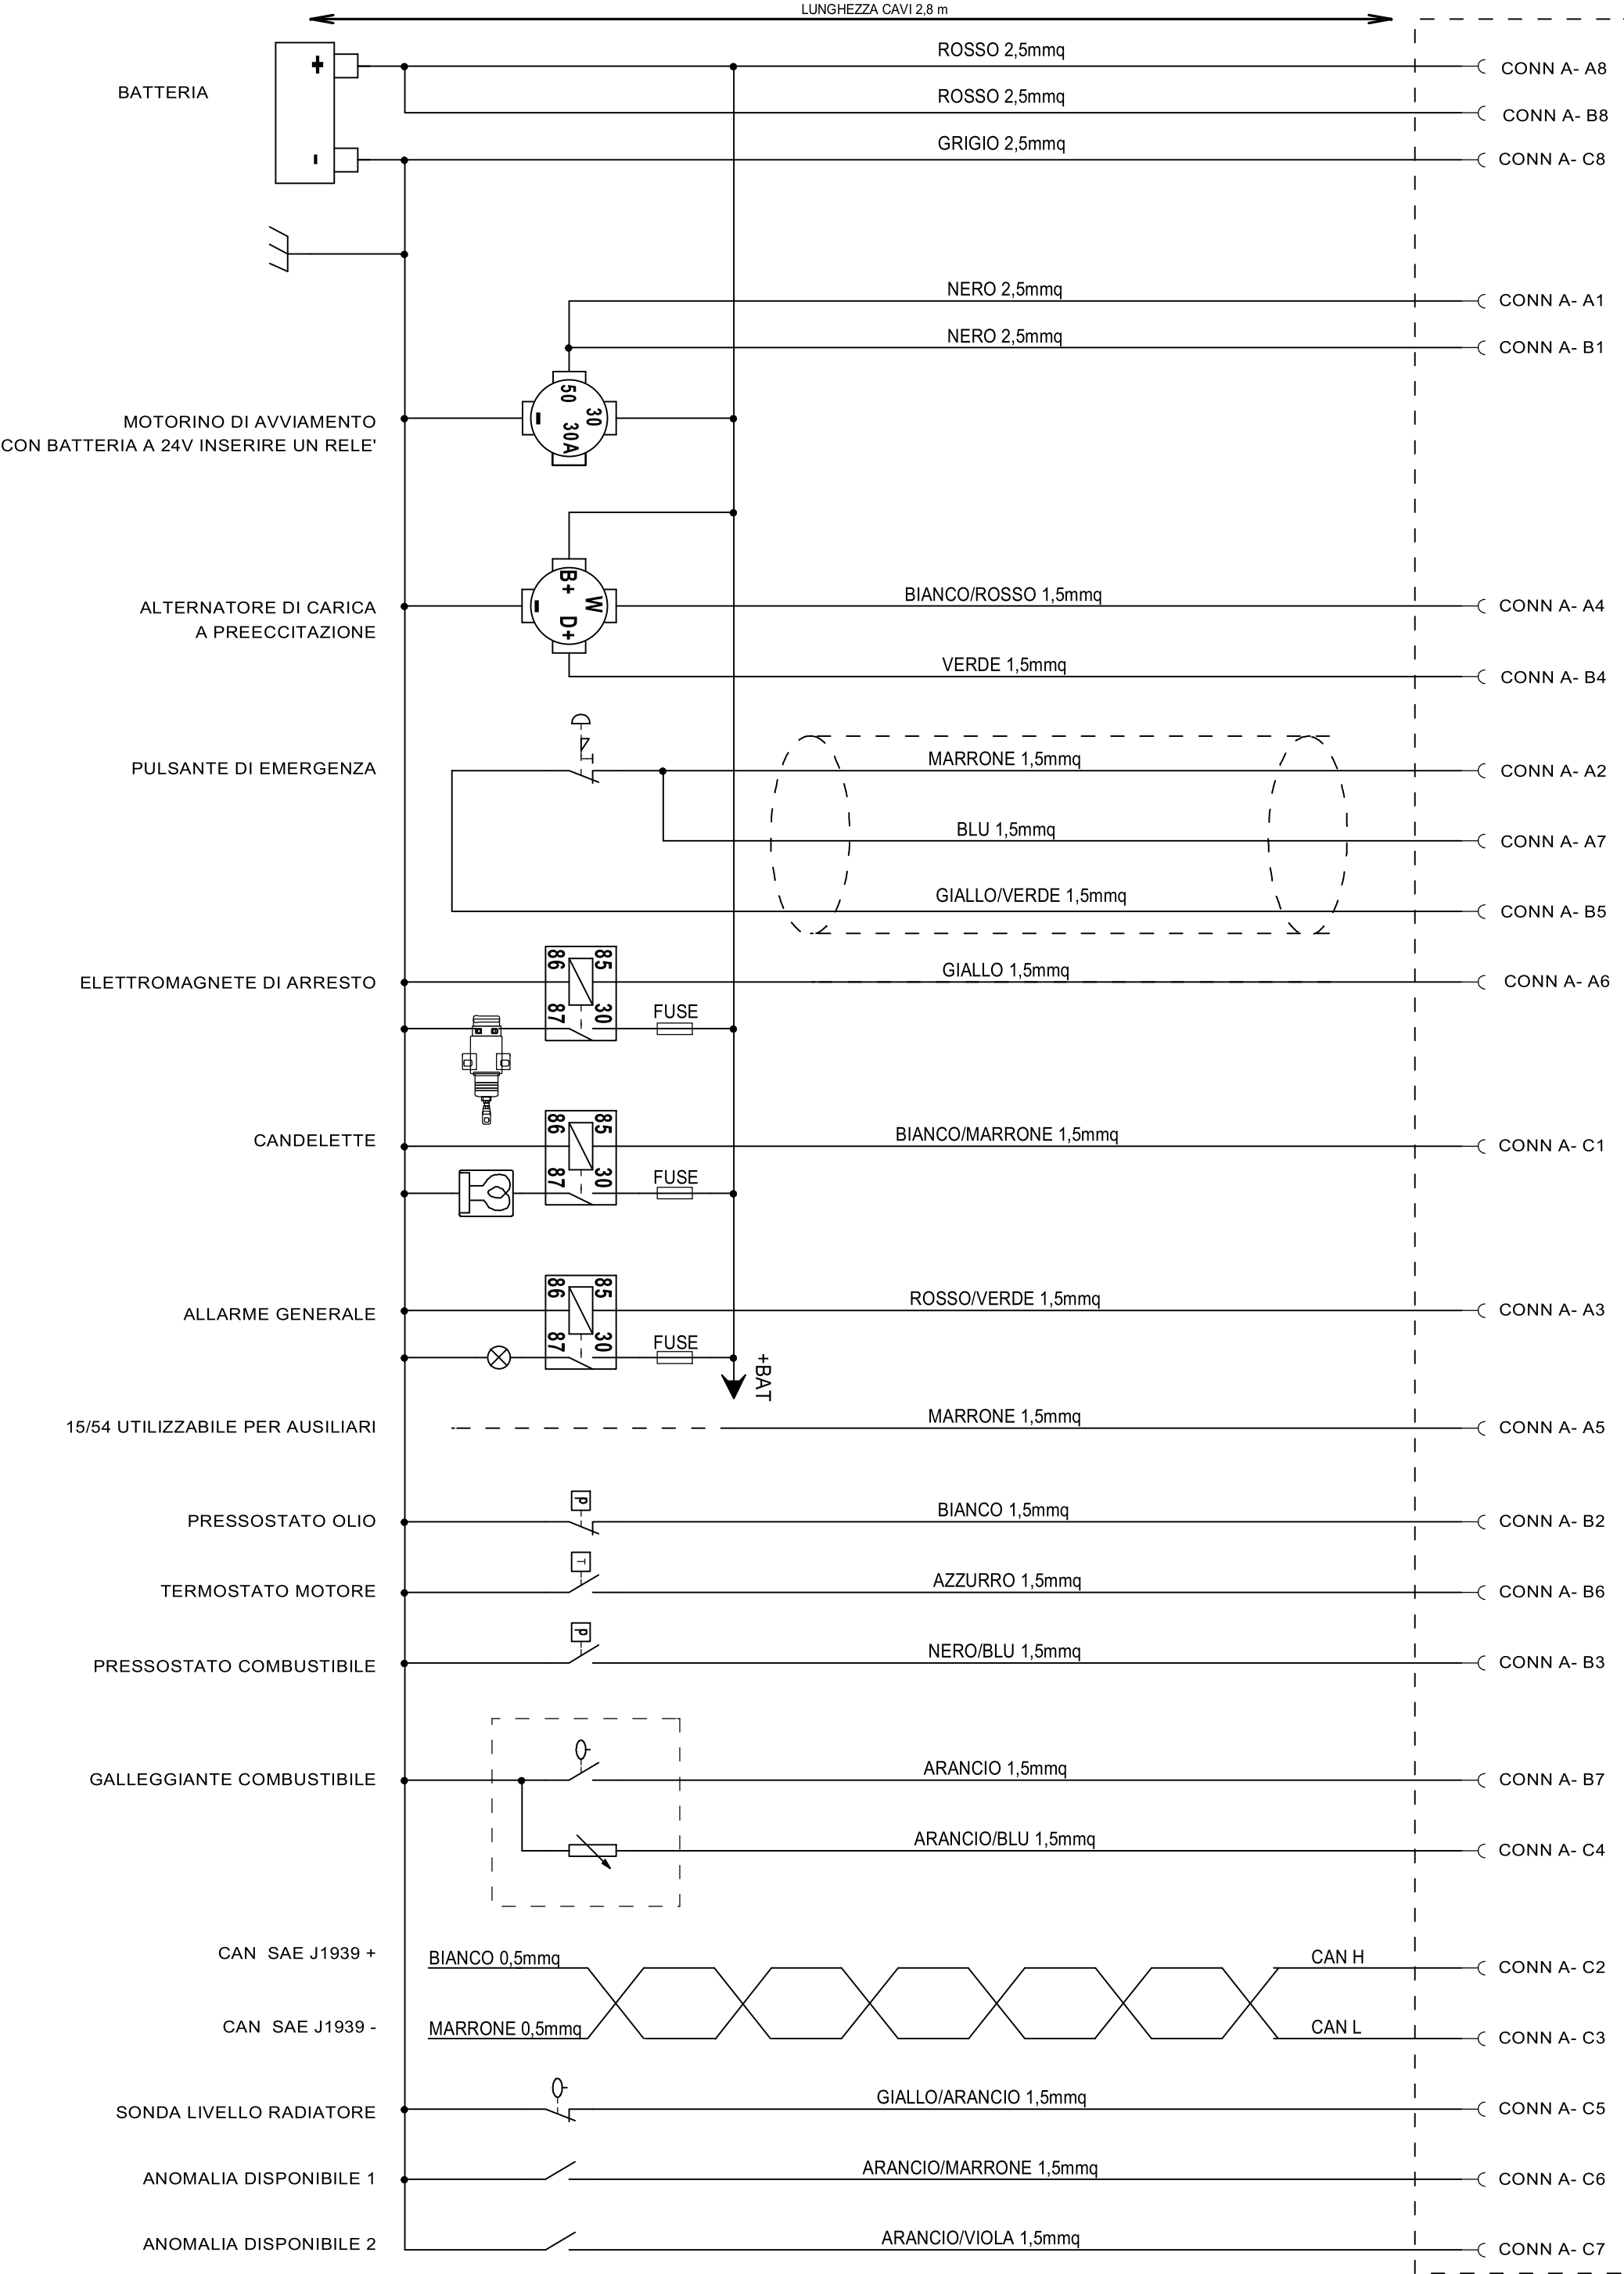 LUNGHEZZA CAVI 2,8 m
BATTERIA
+
-
ROSSO 2,5mmq
CONN A- A8
ROSSO 2,5mmq
CONN A- B8
GRIGIO 2,5mmq
CONN A- C8
NERO 2,5mmq
CONN A- A1
NERO 2,5mmq
CONN A- B1
MOTORINO DI AVVIAMENTO
CON BATTERIA A 24V INSERIRE UN RELE'
50
30
30A
-
ALTERNATORE DI CARICA
A PREECCITAZIONE
B+
W
D+
-
BIANCO/ROSSO 1,5mmq
CONN A- A4
VERDE 1,5mmq
CONN A- B4
PULSANTE DI EMERGENZA
MARRONE 1,5mmq
CONN A- A2
BLU 1,5mmq
CONN A- A7
GIALLO/VERDE 1,5mmq
CONN A- B5
ELETTROMAGNETE DI ARRESTO
86
85
87
30
FUSE
GIALLO 1,5mmq
CONN A- A6
CANDELETTE
86
85
87
30
FUSE
BIANCO/MARRONE 1,5mmq
CONN A- C1
ALLARME GENERALE
86
85
87
30
FUSE
ROSSO/VERDE 1,5mmq
CONN A- A3
+BAT
15/54 UTILIZZABILE PER AUSILIARI
MARRONE 1,5mmq
CONN A- A5
PRESSOSTATO OLIO
P
BIANCO 1,5mmq
CONN A- B2
TERMOSTATO MOTORE
T
AZZURRO 1,5mmq
CONN A- B6
PRESSOSTATO COMBUSTIBILE
P
NERO/BLU 1,5mmq
CONN A- B3
GALLEGGIANTE COMBUSTIBILE
ARANCIO 1,5mmq
CONN A- B7
ARANCIO/BLU 1,5mmq
CONN A- C4
CAN SAE J1939 +
BIANCO 0,5mmq
CAN H
CONN A- C2
CAN SAE J1939 -
MARRONE 0,5mmq
CAN L
CONN A- C3
SONDA LIVELLO RADIATORE
GIALLO/ARANCIO 1,5mmq
CONN A- C5
ANOMALIA DISPONIBILE 1
ARANCIO/MARRONE 1,5mmq
CONN A- C6
ANOMALIA DISPONIBILE 2
ARANCIO/VIOLA 1,5mmq
CONN A- C7